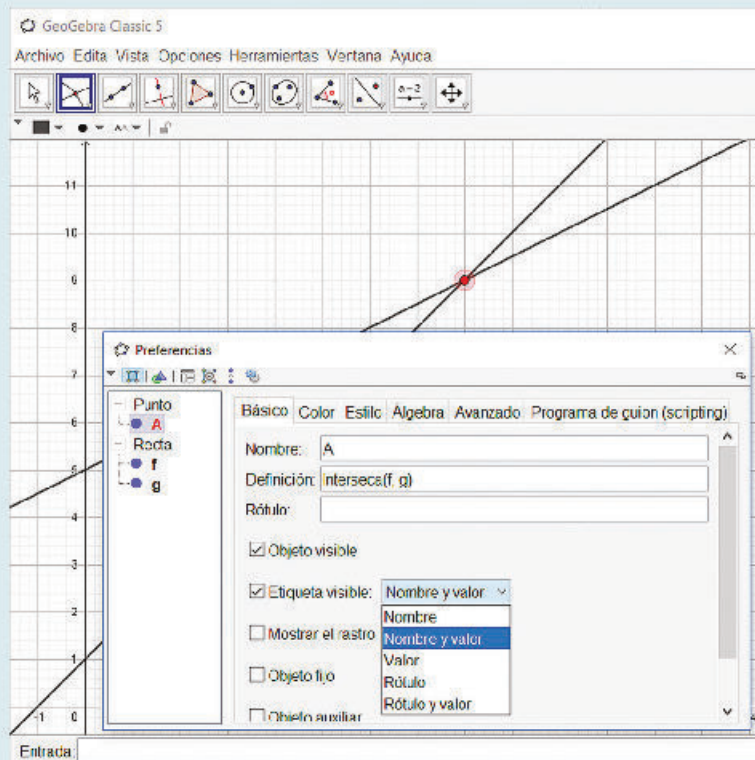 GeoGebra Classic 5
Archivo Edita Vista Opciones Herramientas Ventana Ayuda
a=2
AA
11
10
9
8
7
6
5
4
3
2
1
-1 0
Preferencias
Punto
A
Recta
f
g
Básico Color Estilo Álgebra Avanzado Programa de guion (scripting)
Nombre: A
Definición: Interseca(f, g)
Rótulo:
Objeto visible
Etiqueta visible: Nombre y valor
Nombre
Mostrar el rastro Nombre y valor
Valor
Objeto fijo Rótulo
Rótulo y valor
Objeto auxiliar
Entrada: